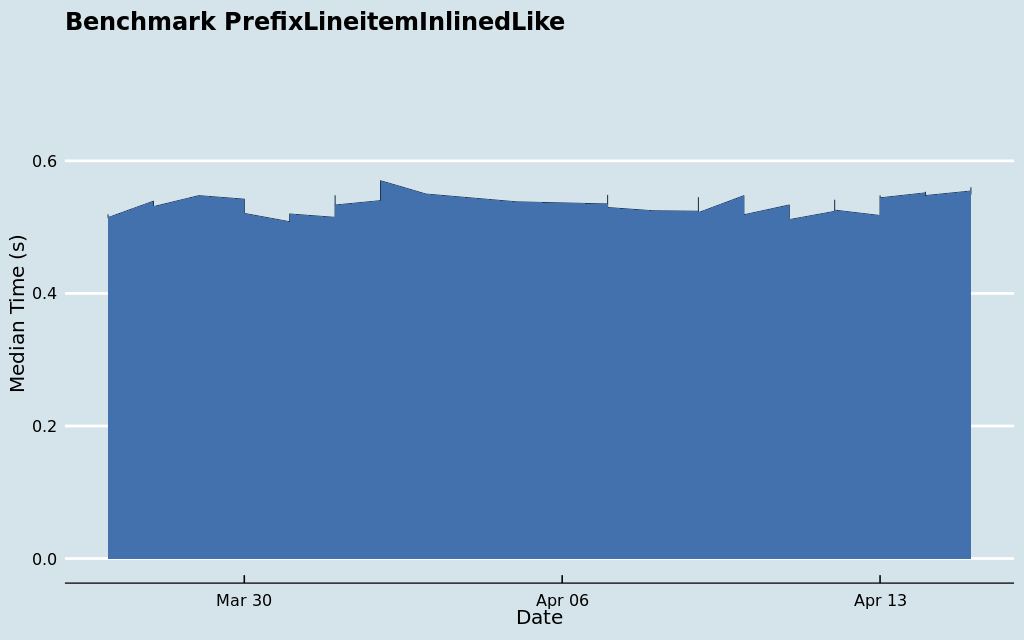 Benchmark PrefixLineitemInlinedLike
Median Time (s)
0.6
0.4
0.2
0.0
Mar 30
Apr 06
Apr 13
Date